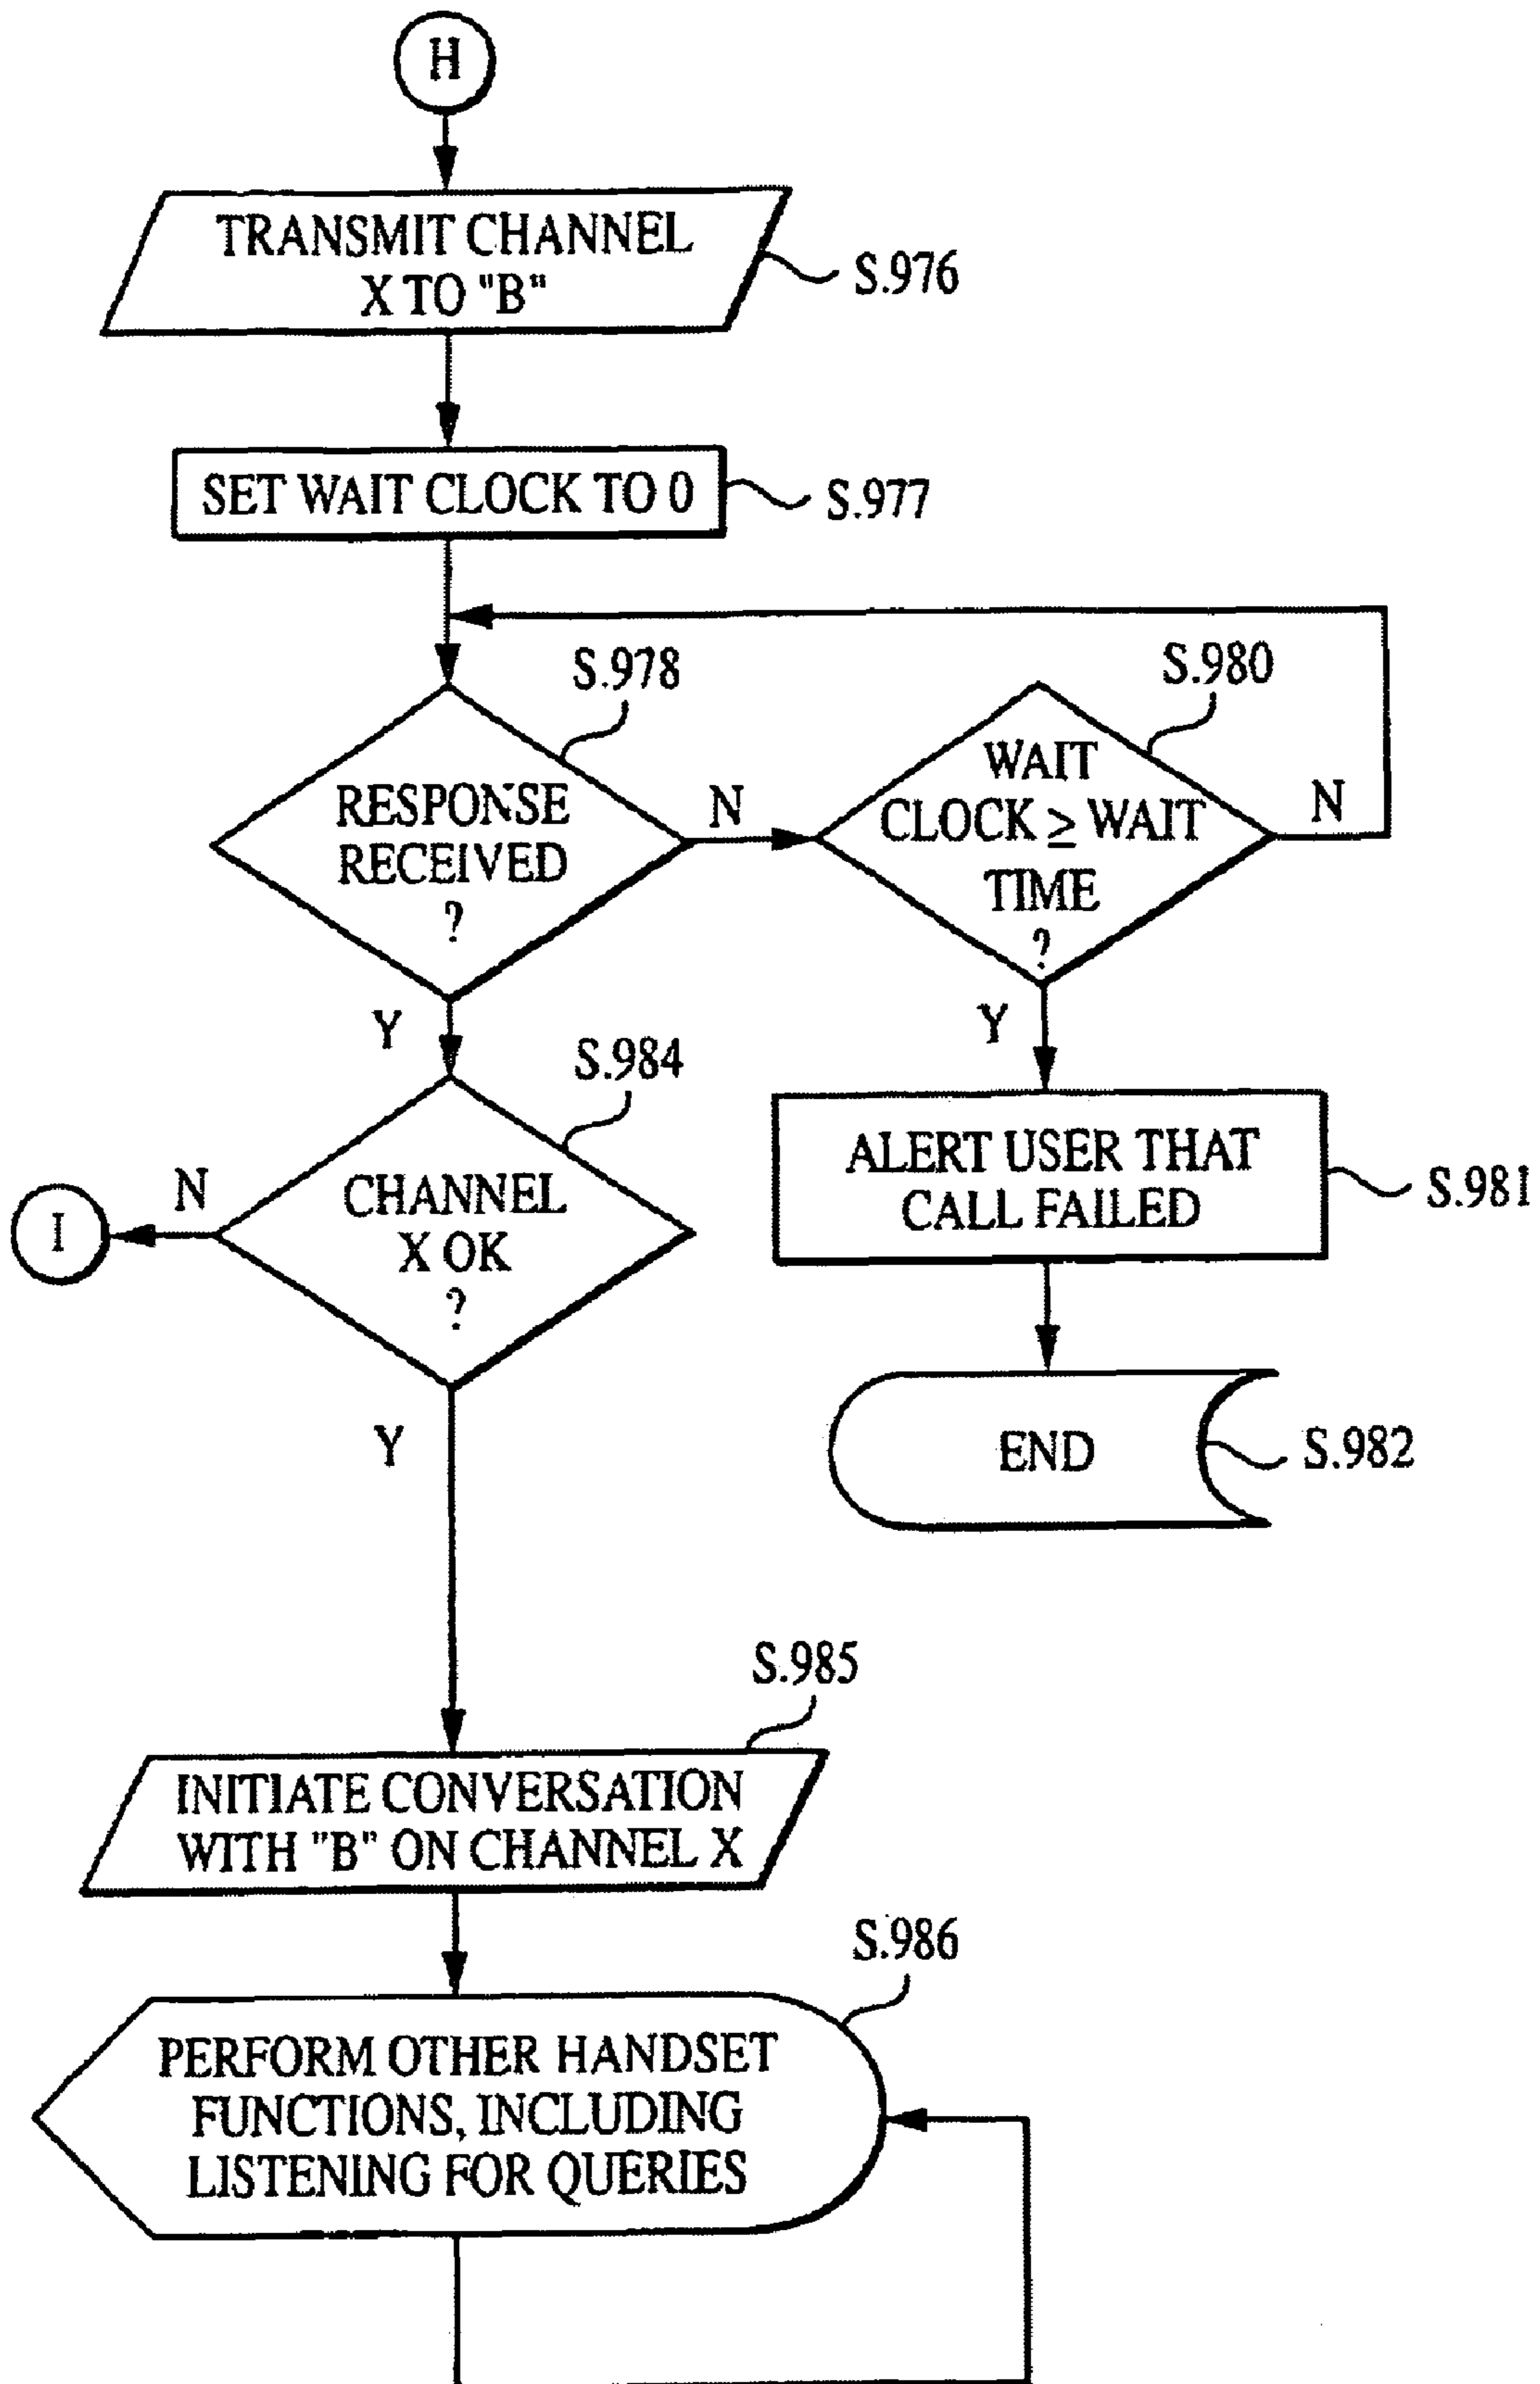 H
TRANSMIT CHANNEL
X TO "B"
S.976
SET WAIT CLOCK TO 0
S.977
S.978
RESPONSE
RECEIVED
?
N
Y
S.980
WAIT
CLOCK ≥ WAIT
TIME
?
N
Y
S.984
CHANNEL
X OK
?
N
I
Y
ALERT USER THAT
CALL FAILED
S.981
END
S.982
S.985
INITIATE CONVERSATION
WITH "B" ON CHANNEL X
S.986
PERFORM OTHER HANDSET
FUNCTIONS, INCLUDING
LISTENING FOR QUERIES